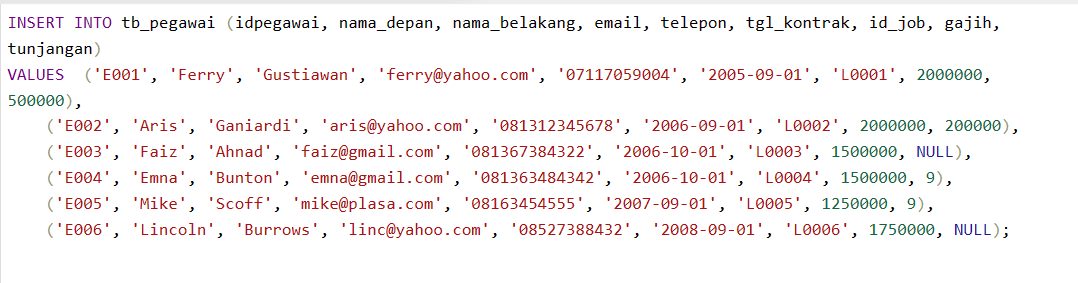 INSERT INTO tb_pegawai (idpegawai, nama_depan, nama_belakang, email, telepon, tgl_kontrak, id_job, gajih,
tunjangan)
VALUES  ('E001', 'Ferry', 'Gustiawan', 'ferry@yahoo.com', '07117059004', '2005-09-01', 'L0001', 2000000,
500000),
    ('E002', 'Aris', 'Ganiardi', 'aris@yahoo.com', '081312345678', '2006-09-01', 'L0002', 2000000, 200000),
    ('E003', 'Faiz', 'Ahnad', 'faiz@gmail.com', '081367384322', '2006-10-01', 'L0003', 1500000, NULL),
    ('E004', 'Emna', 'Bunton', 'emna@gmail.com', '081363484342', '2006-10-01', 'L0004', 1500000, 9),
    ('E005', 'Mike', 'Scoff', 'mike@plasa.com', '08163454555', '2007-09-01', 'L0005', 1250000, 9),
    ('E006', 'Lincoln', 'Burrows', 'linc@yahoo.com', '08527388432', '2008-09-01', 'L0006', 1750000, NULL);